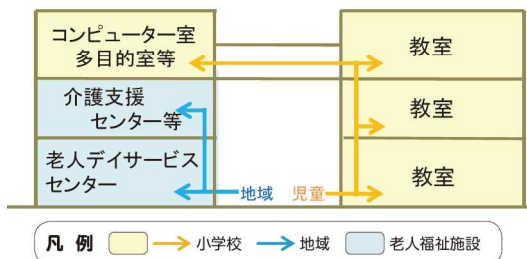 コンピューター室
多目的室等
教室
介護支援
センター等
教室
老人デイサービス
センター
教室
地域
児童
凡例
小学校
地域
老人福祉施設